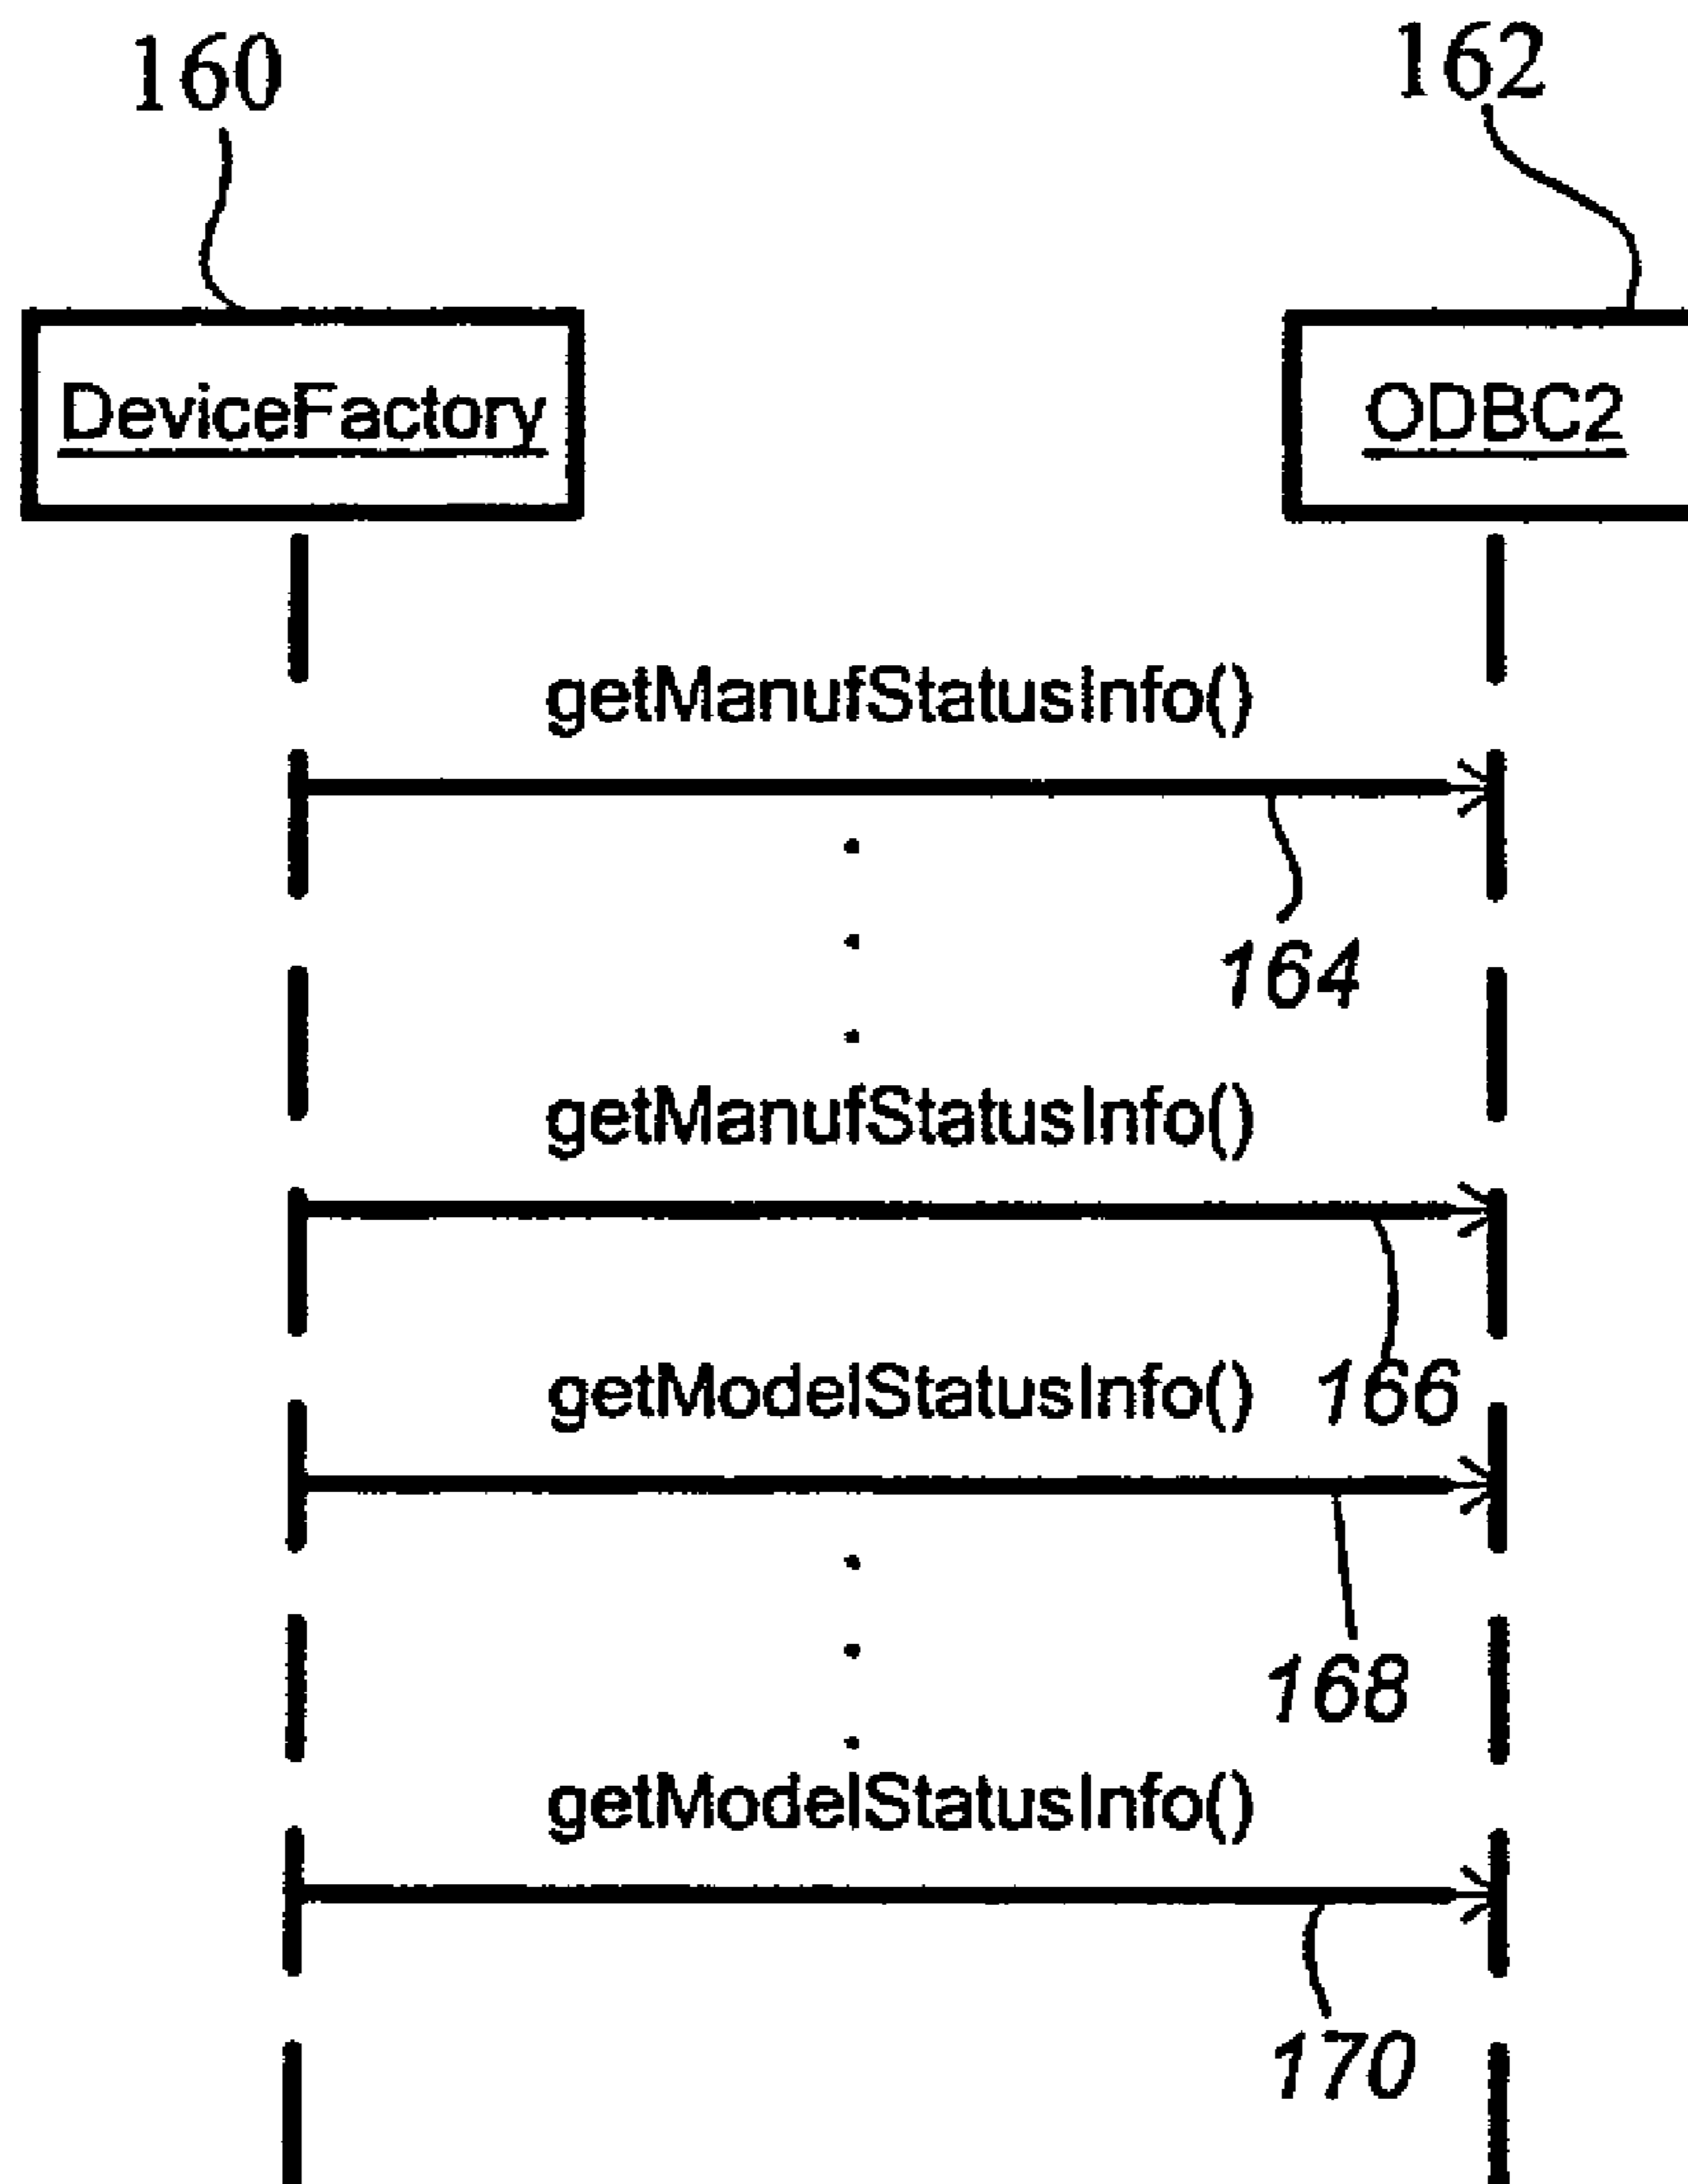 160
162
DeviceFactory
ODBC2
getManufStatusInfo()
164
getManufStatusInfo()
166
getModelStatusInfo()
168
getModelStatusInfo()
170